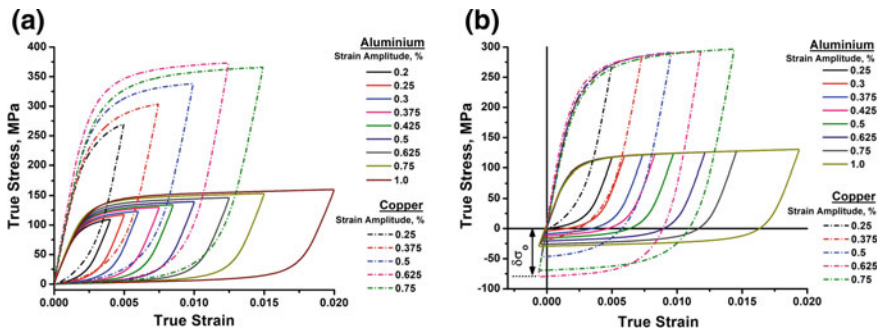 (a)
True Stress, MPa
400
350
300
250
200
150
100
50
0
0.000 0.005 0.010 0.015 0.020
True Strain
Aluminium
Strain Amplitude, %
0.2
0.25
0.3
0.375
0.425
0.5
0.625
0.75
1.0
Copper
Strain Amplitude, %
0.25
0.375
0.5
0.625
0.75
(b)
True Stress, MPa
300
250
200
150
100
50
0
-50
-100
δσo
0.000 0.005 0.010 0.015 0.020
True Strain
Aluminium
Strain Amplitude, %
0.25
0.3
0.375
0.425
0.5
0.625
0.75
1.0
Copper
Strain Amplitude, %
0.25
0.375
0.5
0.625
0.75